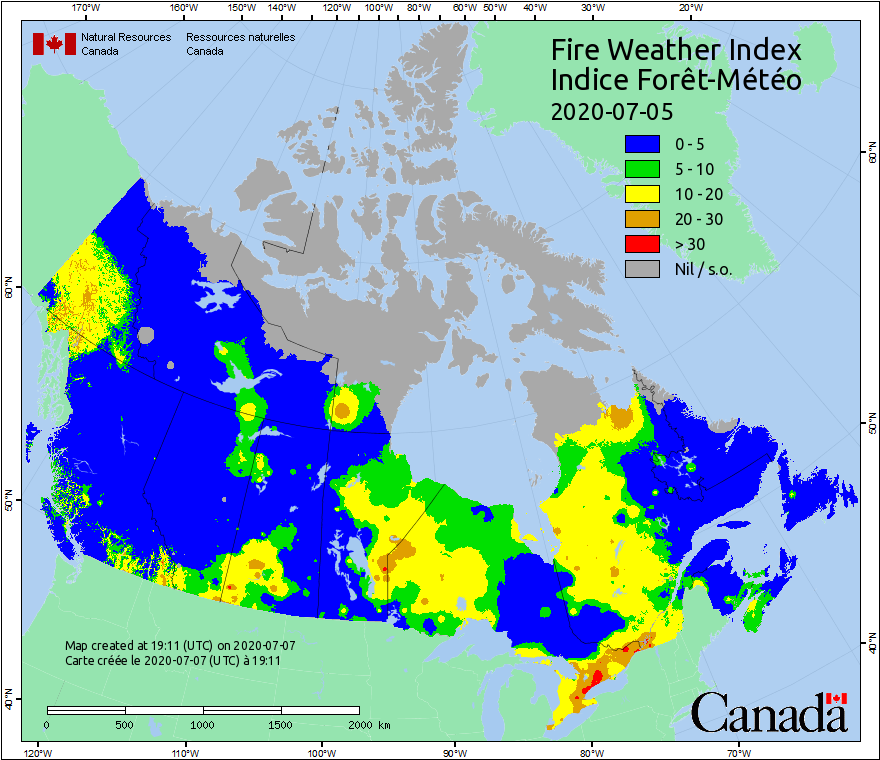 170°W 160°W 150°W 140°W 120°W 100°W 90°W 80°W 70°W 60°W 50°W 40°W 30°W 20°W
Natural Resources Ressources naturelles
Canada Canada
Fire Weather Index
Indice Forêt-Météo
2020-07-05
0 - 5
5 - 10
10 - 20
20 - 30
> 30
Nil / s.o.
60°N
60°N
50°N
50°N
40°N
40°N
Map created at 19:11 (UTC) on 2020-07-07
Carte créée le 2020-07-07 (UTC) à 19:11
0 500 1000 1500 2000 km
Canada
120°W 110°W 100°W 90°W 80°W 70°W